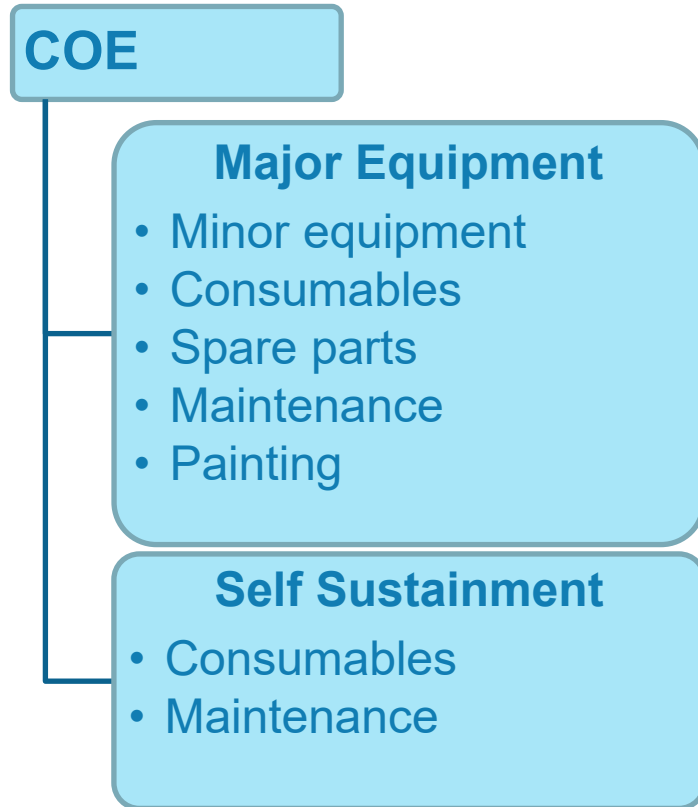 COE
Major Equipment
• Minor equipment
• Consumables
• Spare parts
• Maintenance
• Painting
Self Sustainment
• Consumables
• Maintenance